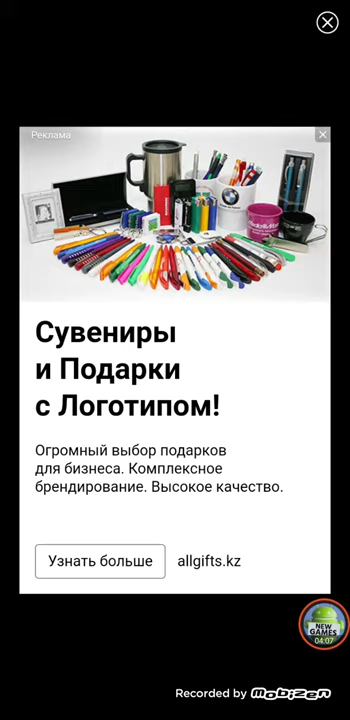 Реклама
BMW
Сувениры
и Подарки
с Логотипом!
Огромный выбор подарков
для бизнеса. Комплексное
брендирование. Высокое качество.
Узнать больше
allgifts.kz
NEW
GAMES
04:07
Recorded by mobizen